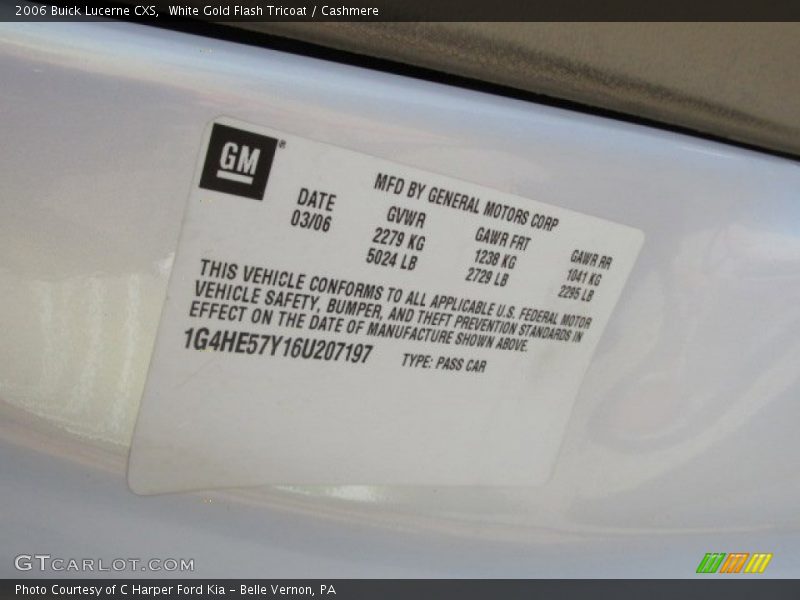 2006 Buick Lucerne CXS,  White Gold Flash Tricoat / Cashmere
GM®
MFD BY GENERAL MOTORS CORP
DATE GVWR GAWR FRT GAWR RR
03/06 2279 KG 1238 KG 1041 KG
5024 LB 2729 LB 2295 LB
THIS VEHICLE CONFORMS TO ALL APPLICABLE U.S. FEDERAL MOTOR
VEHICLE SAFETY, BUMPER, AND THEFT PREVENTION STANDARDS IN
EFFECT ON THE DATE OF MANUFACTURE SHOWN ABOVE.
1G4HE57Y16U207197 TYPE: PASS CAR
GTCARLOT.COM
Photo Courtesy of C Harper Ford Kia - Belle Vernon, PA